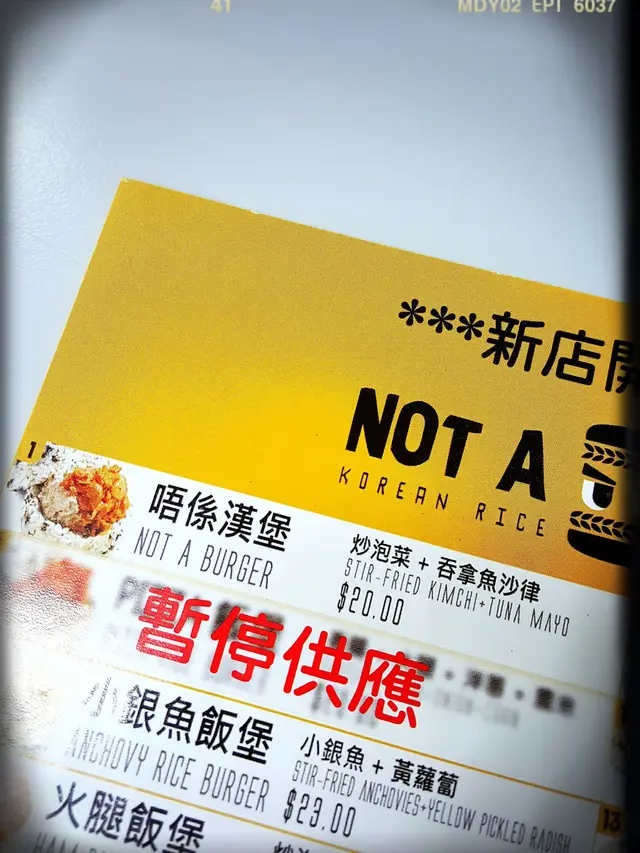 41
MDY02 EPT 6037
***新店開
NOT A
KOREAN RICE
1
唔係漢堡
NOT A BURGER
炒泡菜 + 吞拿魚沙律
STIR-FRIED KIMCHI+TUNA MAYO
$20.00
暫停供應
小銀魚飯堡
ANCHOVY RICE BURGER
小銀魚 + 黃蘿蔔
STIR-FRIED ANCHOVIES+YELLOW PICKLED RADISH
$23.00
13
火腿飯堡